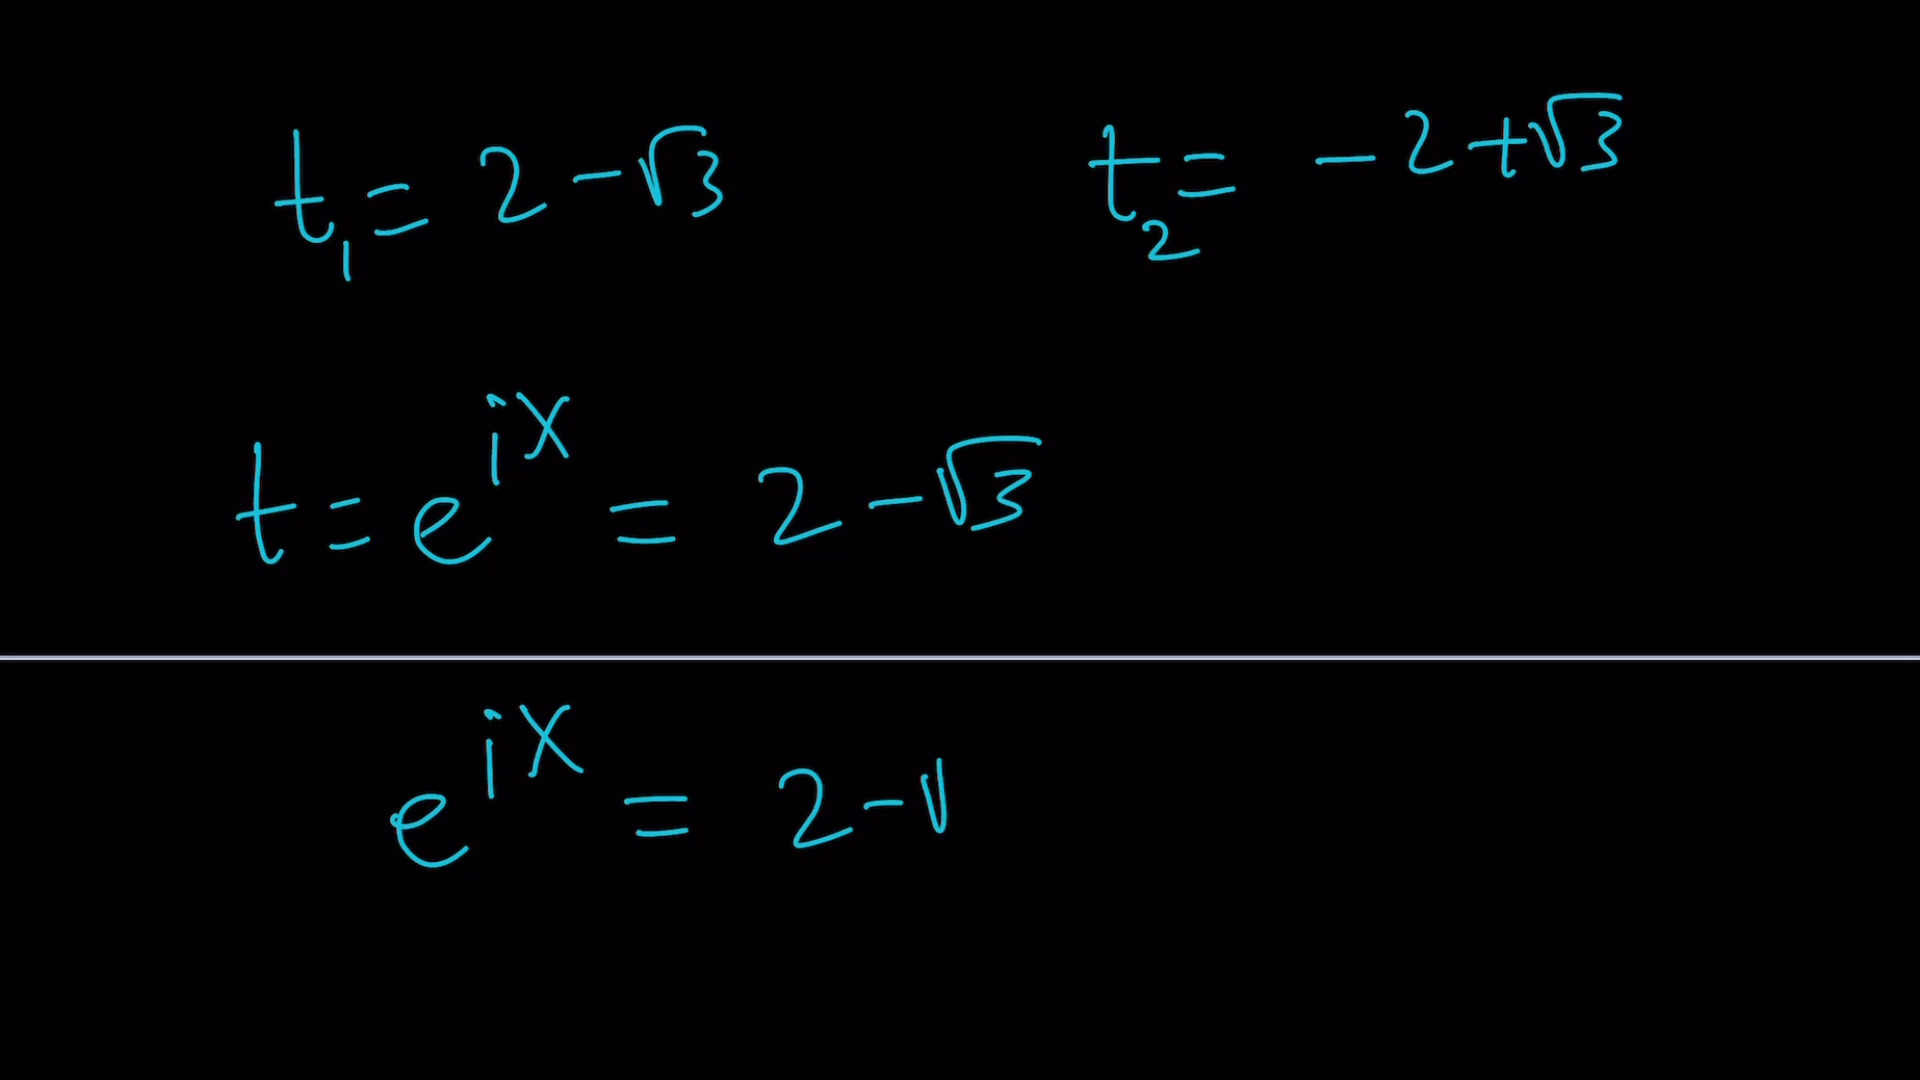 t₁ = 2 - √3
t₂ = - 2 + √3
t = e^{ix} = 2 - √3
e^{ix} = 2 - √